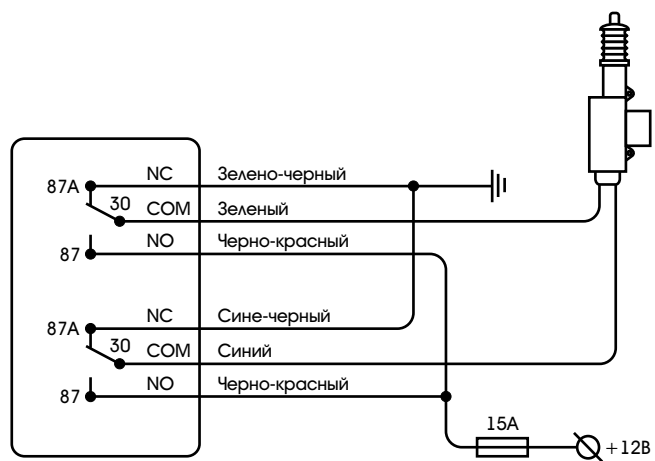 87A NC Зелено-черный
30 COM Зеленый
87 NO Черно-красный
87A NC Сине-черный
30 COM Синий
87 NO Черно-красный
15А
+12В